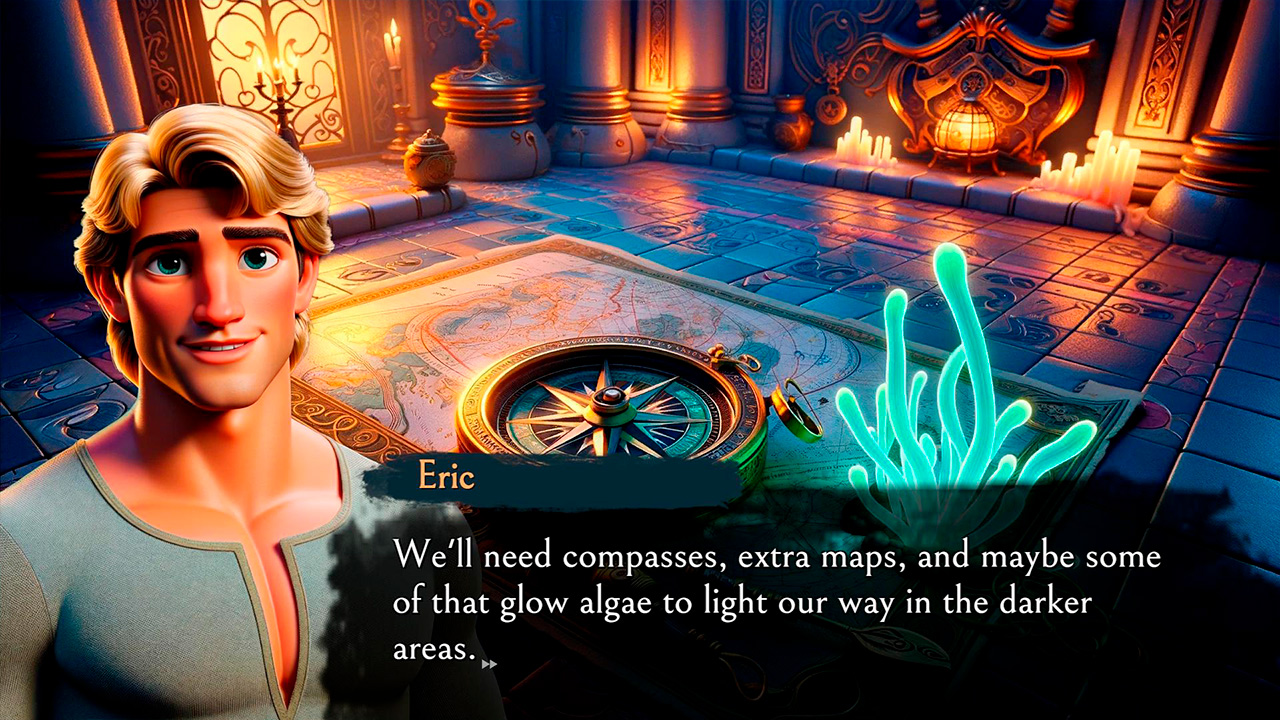 Eric
We'll need compasses, extra maps, and maybe some
of that glow algae to light our way in the darker
areas.